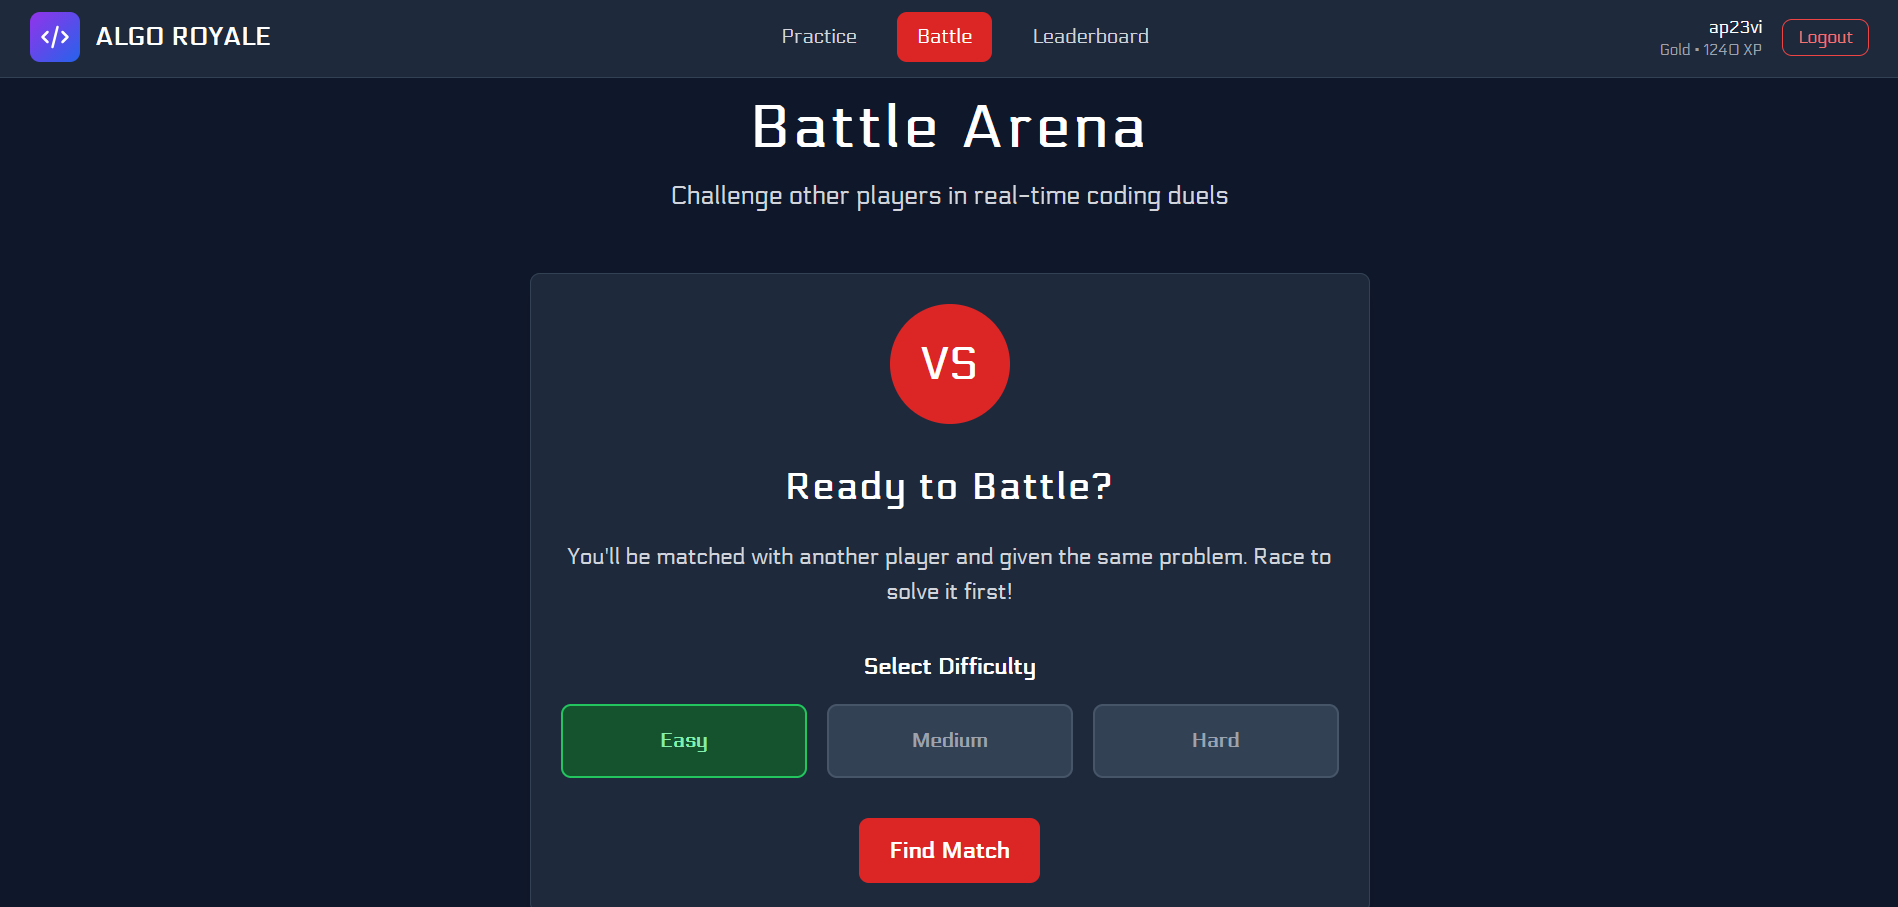 </>
ALGO ROYALE
Practice
Battle
Leaderboard
ap23vi
Gold • 1240 XP
Logout
Battle Arena
Challenge other players in real-time coding duels
VS
Ready to Battle?
You'll be matched with another player and given the same problem. Race to
solve it first!
Select Difficulty
Easy
Medium
Hard
Find Match